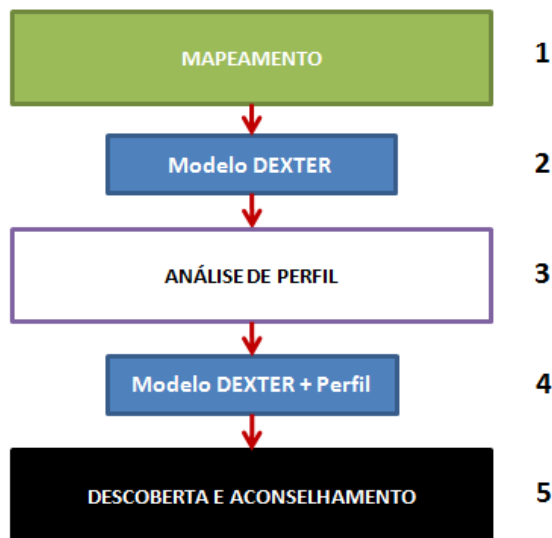 MAPEAMENTO
1
Modelo DEXTER
2
ANÁLISE DE PERFIL
3
Modelo DEXTER + Perfil
4
DESCOBERTA E ACONSELHAMENTO
5